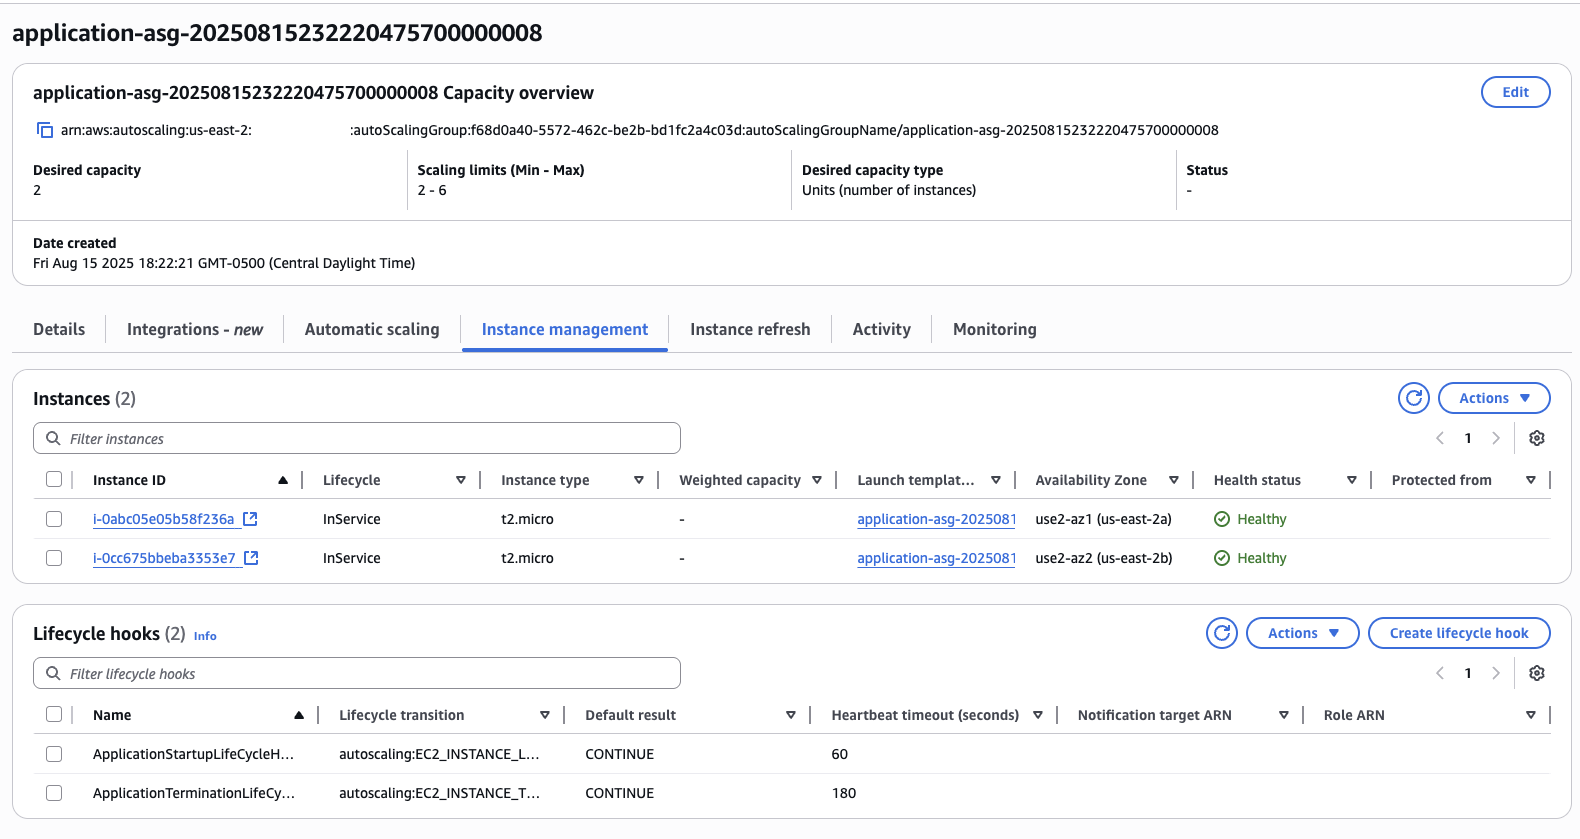 application-asg-20250815232220475700000008
application-asg-20250815232220475700000008 Capacity overview
Edit
arn:aws:autoscaling:us-east-2: :autoScalingGroup:f68d0a40-5572-462c-be2b-bd1fc2a4c03d:autoScalingGroupName/application-asg-20250815232220475700000008
Desired capacity Scaling limits (Min - Max) Desired capacity type Status
2 2 - 6 Units (number of instances) -
Date created
Fri Aug 15 2025 18:22:21 GMT-0500 (Central Daylight Time)
Details Integrations - new Automatic scaling Instance management Instance refresh Activity Monitoring
Instances (2) Actions
Filter instances 1
Instance ID Lifecycle Instance type Weighted capacity Launch templat... Availability Zone Health status Protected from
i-0abc05e05b58f236a InService t2.micro - application-asg-2025081 use2-az1 (us-east-2a) Healthy
i-0cc675bbeba3353e7 InService t2.micro - application-asg-2025081 use2-az2 (us-east-2b) Healthy
Lifecycle hooks (2) Info Actions Create lifecycle hook
Filter lifecycle hooks 1
Name Lifecycle transition Default result Heartbeat timeout (seconds) Notification target ARN Role ARN
ApplicationStartupLifeCycleH... autoscaling:EC2_INSTANCE_L... CONTINUE 60
ApplicationTerminationLifeCy... autoscaling:EC2_INSTANCE_T... CONTINUE 180